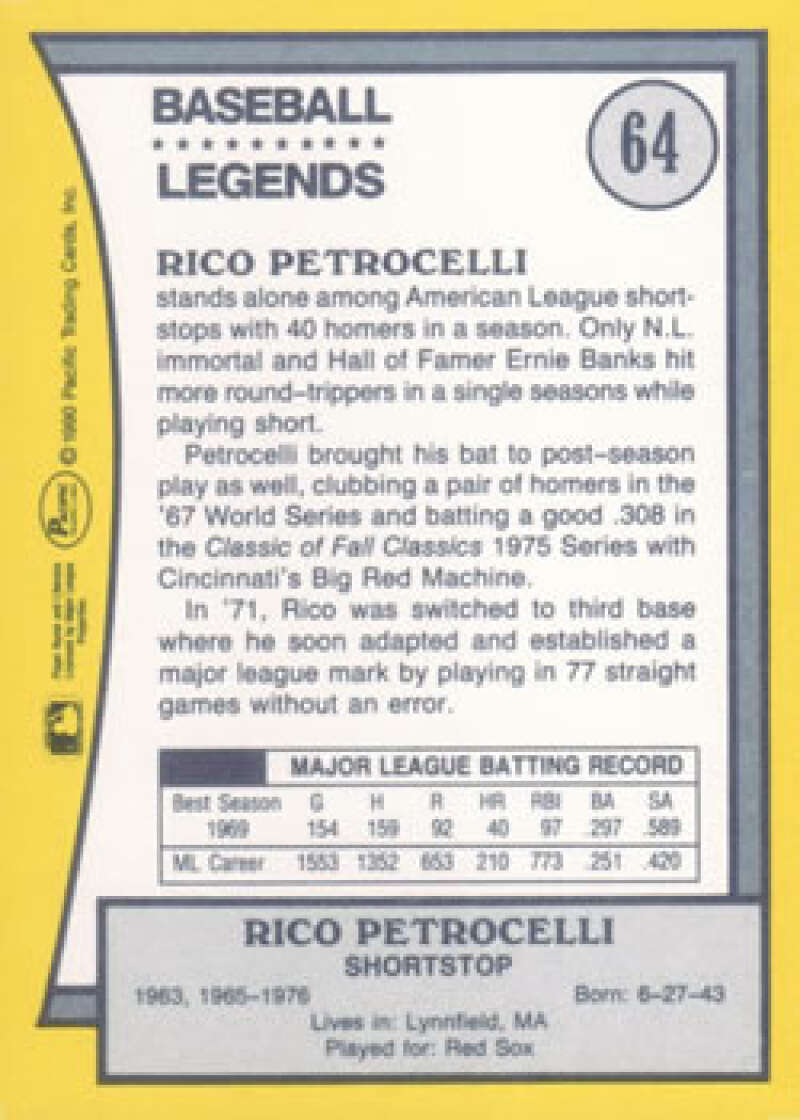 BASEBALL
LEGENDS
64
RICO PETROCELLI
stands alone among American League short-
stops with 40 homers in a season. Only N.L.
immortal and Hall of Famer Ernie Banks hit
more round-trippers in a single seasons while
playing short.
Petrocelli brought his bat to post-season
play as well, clubbing a pair of homers in the
'67 World Series and batting a good .308 in
the Classic of Fall Classics 1975 Series with
Cincinnati's Big Red Machine.
In '71, Rico was switched to third base
where he soon adapted and established a
major league mark by playing in 77 straight
games without an error.
MAJOR LEAGUE BATTING RECORD
Best Season G H R HR RBI BA SA
1969 154 159 92 40 97 .297 .589
ML Career 1553 1352 653 210 773 .251 .420
RICO PETROCELLI
SHORTSTOP
1963, 1965-1976 Born: 6-27-43
Lives in: Lynnfield, MA
Played for: Red Sox
© 1990 Pacific Trading Cards, Inc.
PACIFIC